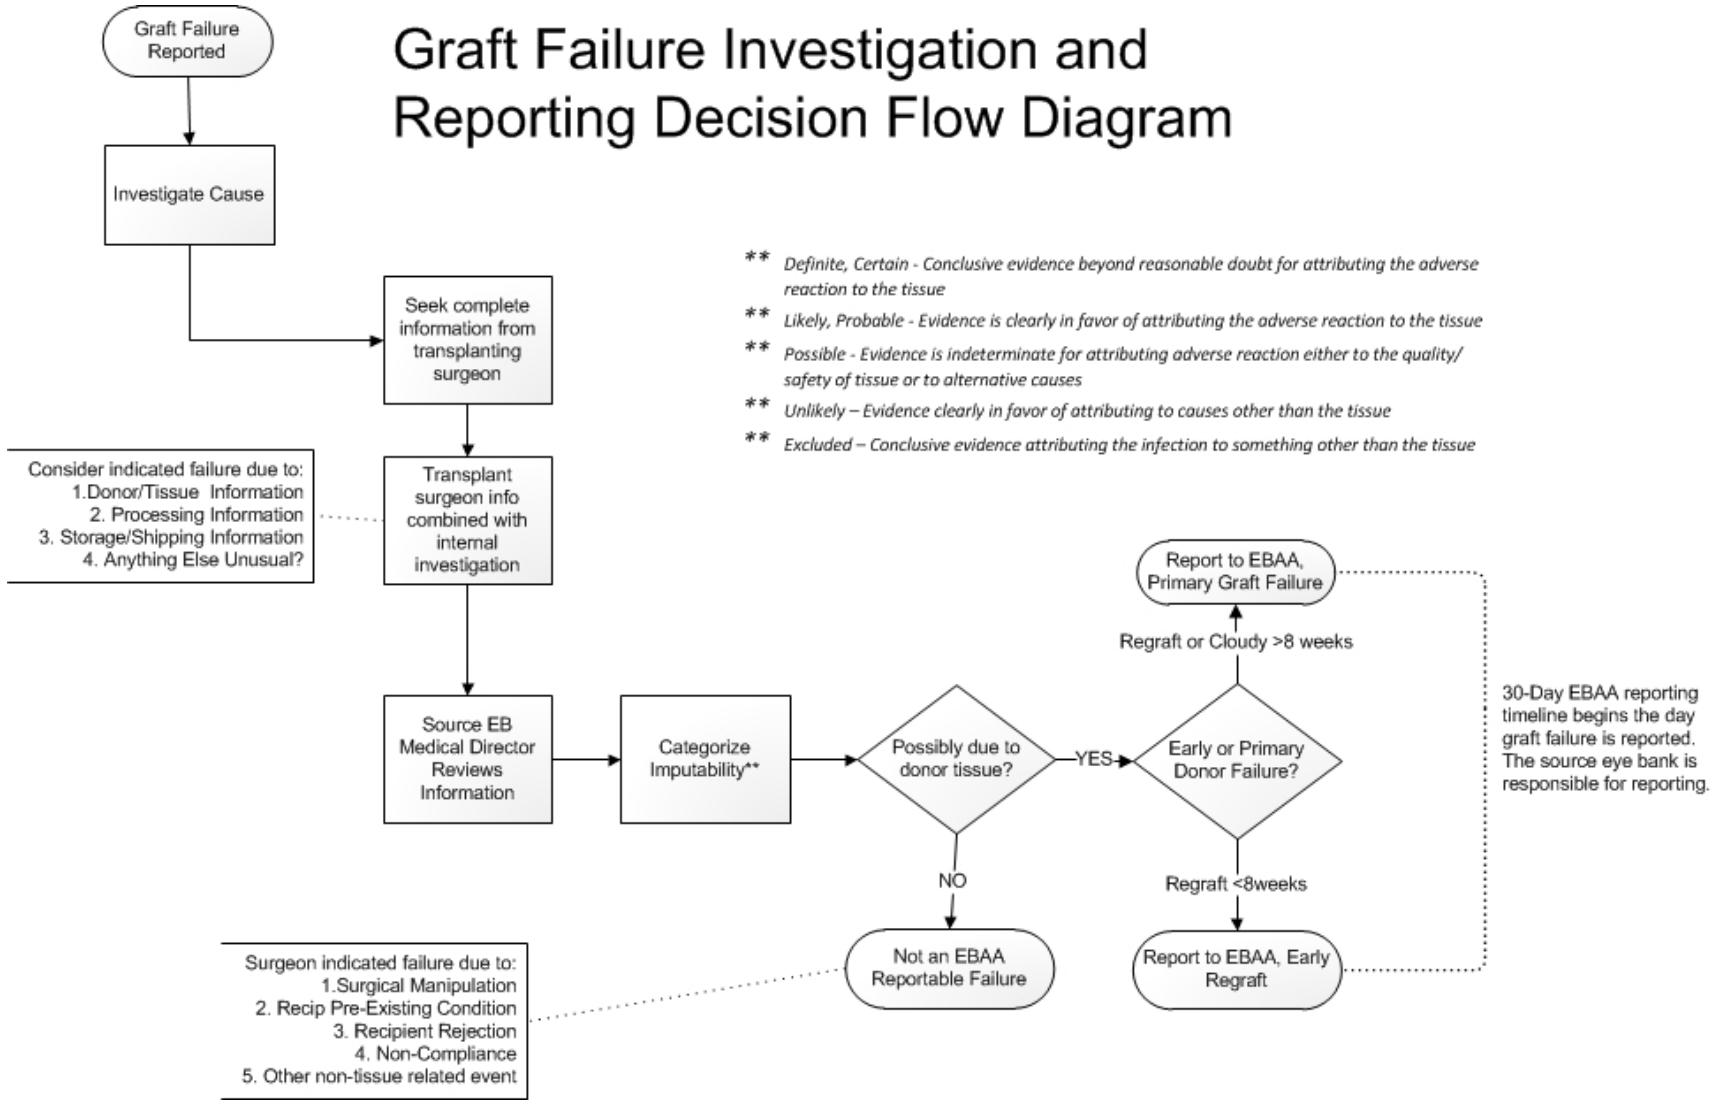 Graft Failure
Reported
Graft Failure Investigation and
Reporting Decision Flow Diagram
Investigate Cause
** Definite, Certain - Conclusive evidence beyond reasonable doubt for attributing the adverse
reaction to the tissue
** Likely, Probable - Evidence is clearly in favor of attributing the adverse reaction to the tissue
** Possible - Evidence is indeterminate for attributing adverse reaction either to the quality/
safety of tissue or to alternative causes
** Unlikely – Evidence clearly in favor of attributing to causes other than the tissue
** Excluded – Conclusive evidence attributing the infection to something other than the tissue
Seek complete
information from
transplanting
surgeon
Consider indicated failure due to:
1.Donor/Tissue Information
2. Processing Information
3. Storage/Shipping Information
4. Anything Else Unusual?
Transplant
surgeon info
combined with
internal
investigation
Source EB
Medical Director
Reviews
Information
Categorize
Imputability**
Possibly due to
donor tissue?
YES
Early or Primary
Donor Failure?
Regraft or Cloudy >8 weeks
Report to EBAA,
Primary Graft Failure
30-Day EBAA reporting
timeline begins the day
graft failure is reported.
The source eye bank is
responsible for reporting.
NO
Regraft <8weeks
Not an EBAA
Reportable Failure
Report to EBAA, Early
Regraft
Surgeon indicated failure due to:
1.Surgical Manipulation
2. Recip Pre-Existing Condition
3. Recipient Rejection
4. Non-Compliance
5. Other non-tissue related event